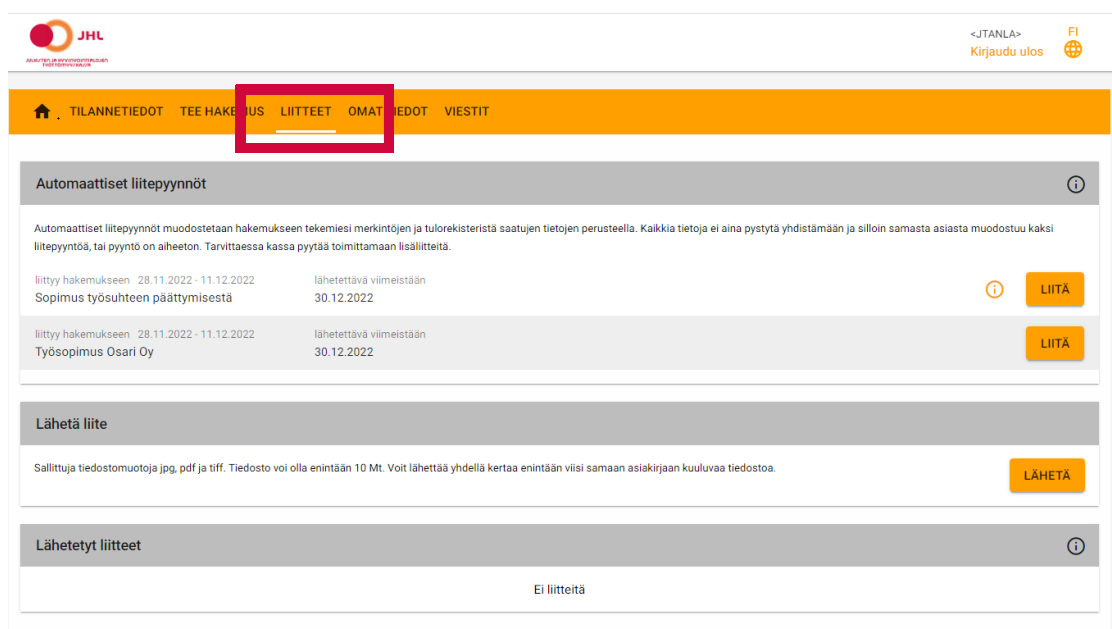 JHL
<JTANLA>
FI
Kirjaudu ulos
. TILANNETIEDOT TEE HAKEMUS LIITTEET OMAT TIEDOT VIESTIT
Automaattiset liitepyynnöt
Automaattiset liitepyynnöt muodostetaan hakemukseen tekemiesi merkintöjen ja tulorekisteristä saatujen tietojen perusteella. Kaikkia tietoja ei aina pystytä yhdistämään ja silloin samasta asiasta muodostuu kaksi
liitepyyntöä, tai pyyntö on aiheeton. Tarvittaessa kassa pyytää toimittamaan lisäliitteitä.
liittyy hakemukseen 28.11.2022 - 11.12.2022 lähetettävä viimeistään
Sopimus työsuhteen päättymisestä 30.12.2022
LIITÄ
liittyy hakemukseen 28.11.2022 - 11.12.2022 lähetettävä viimeistään
Työsopimus Osari Oy 30.12.2022
LIITÄ
Lähetä liite
Sallittuja tiedostomuotoja jpg, pdf ja tiff. Tiedosto voi olla enintään 10 Mt. Voit lähettää yhdellä kertaa enintään viisi samaan asiakirjaan kuuluvaa tiedostoa.
LÄHETÄ
Lähetetyt liitteet
Ei liitteitä